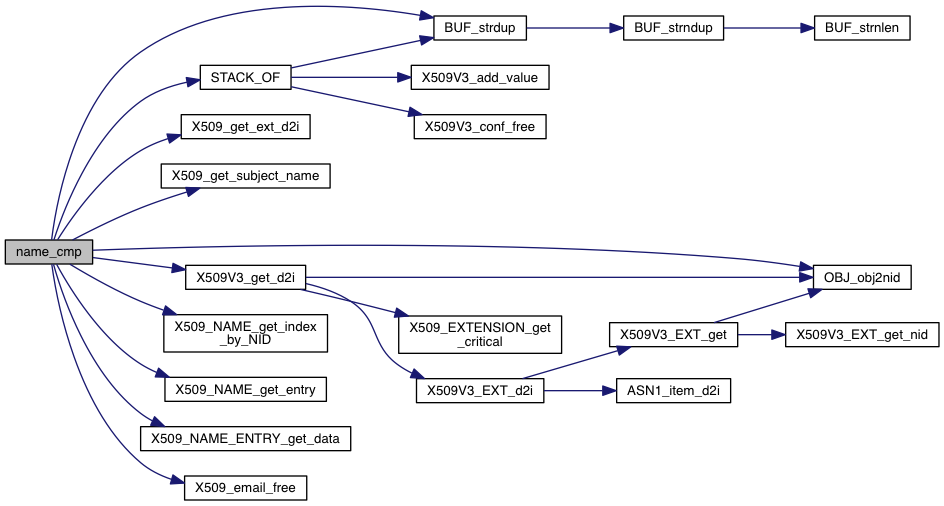 BUF_strdup
BUF_strndup
BUF_strnlen
STACK_OF
X509V3_add_value
X509_get_ext_d2i
X509V3_conf_free
X509_get_subject_name
name_cmp
X509V3_get_d2i
OBJ_obj2nid
X509_NAME_get_index
_by_NID
X509_EXTENSION_get
_critical
X509V3_EXT_get
X509V3_EXT_get_nid
X509_NAME_get_entry
X509V3_EXT_d2i
ASN1_item_d2i
X509_NAME_ENTRY_get_data
X509_email_free